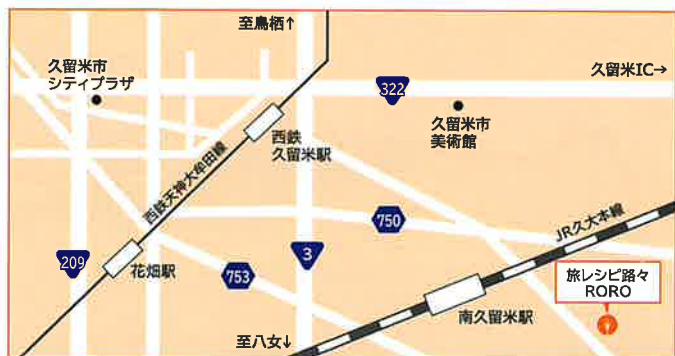 至鳥栖↑
久留米市
シティプラザ
322
久留米IC→
久留米市
美術館
西鉄
久留米駅
西鉄天神大牟田線
750
JR久大本線
209
花畑駅
753
3
旅レシピ路々
RORO
南久留米駅
至八女↓